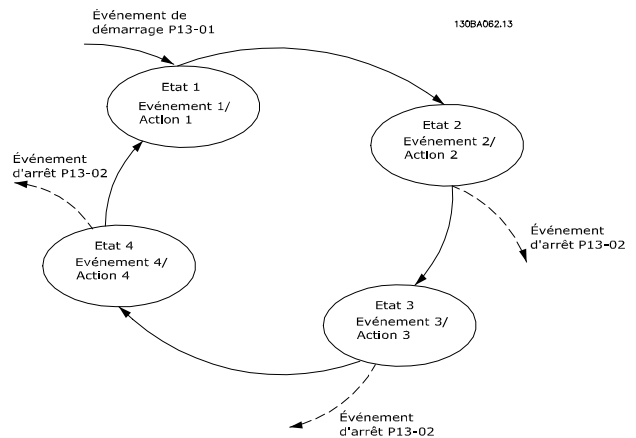 Événement de
démarrage P13-01
130BA062.13
Etat 1
Evénement 1/
Action 1
Etat 2
Evénement 2/
Action 2
Événement
d'arrêt P13-02
Événement
d'arrêt P13-02
Etat 4
Evénement 4/
Action 4
Etat 3
Evénement 3/
Action 3
Événement
d'arrêt P13-02